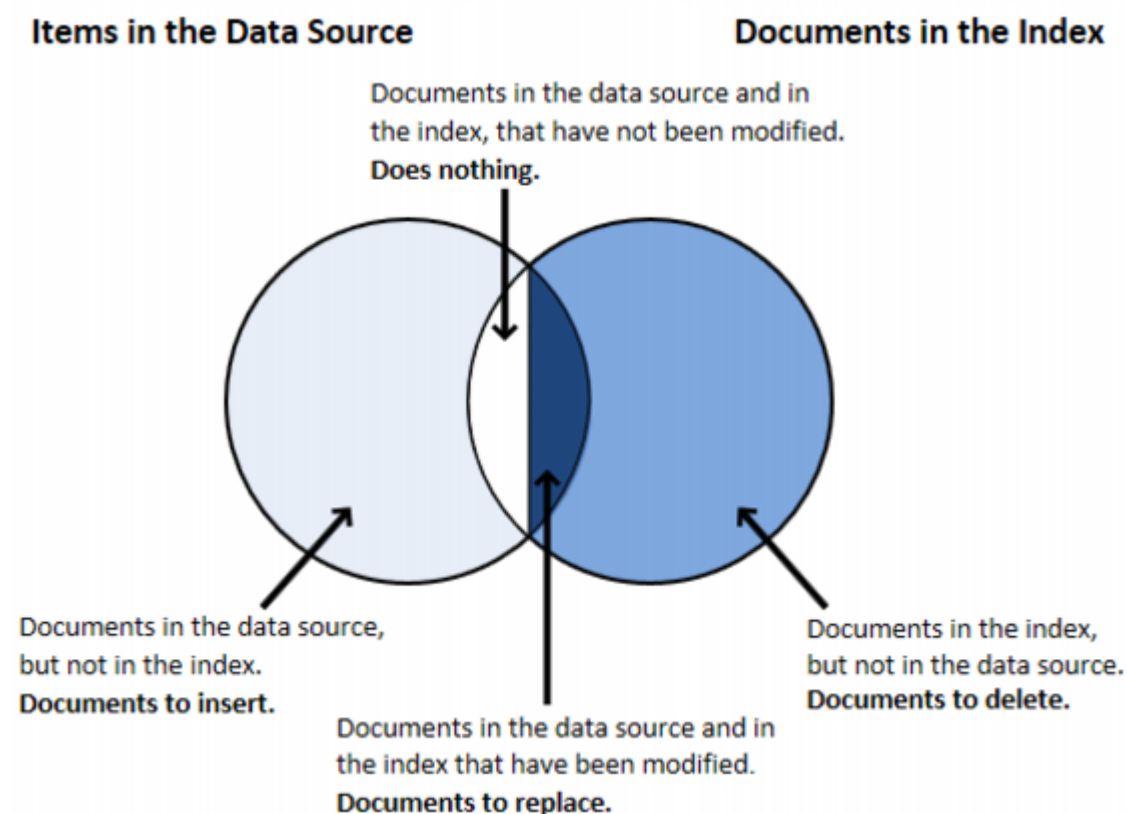 Items in the Data Source
Documents in the Index
Documents in the data source and in
the index, that have not been modified.
Does nothing.
Documents in the data source,
but not in the index.
Documents to insert.
Documents in the index,
but not in the data source.
Documents to delete.
Documents in the data source and in
the index that have been modified.
Documents to replace.